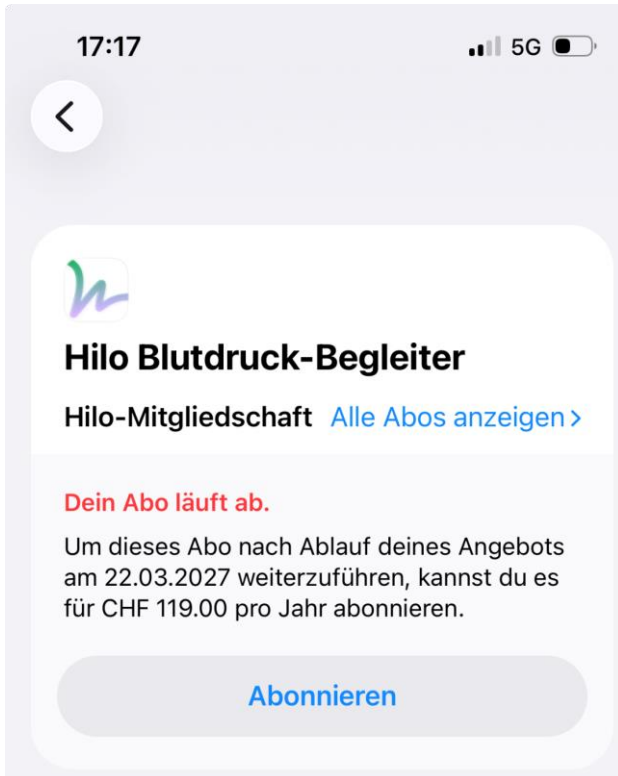 17:17
5G
Hilo Blutdruck-Begleiter
Hilo-Mitgliedschaft Alle Abos anzeigen >
Dein Abo läuft ab.
Um dieses Abo nach Ablauf deines Angebots
am 22.03.2027 weiterzuführen, kannst du es
für CHF 119.00 pro Jahr abonnieren.
Abonnieren